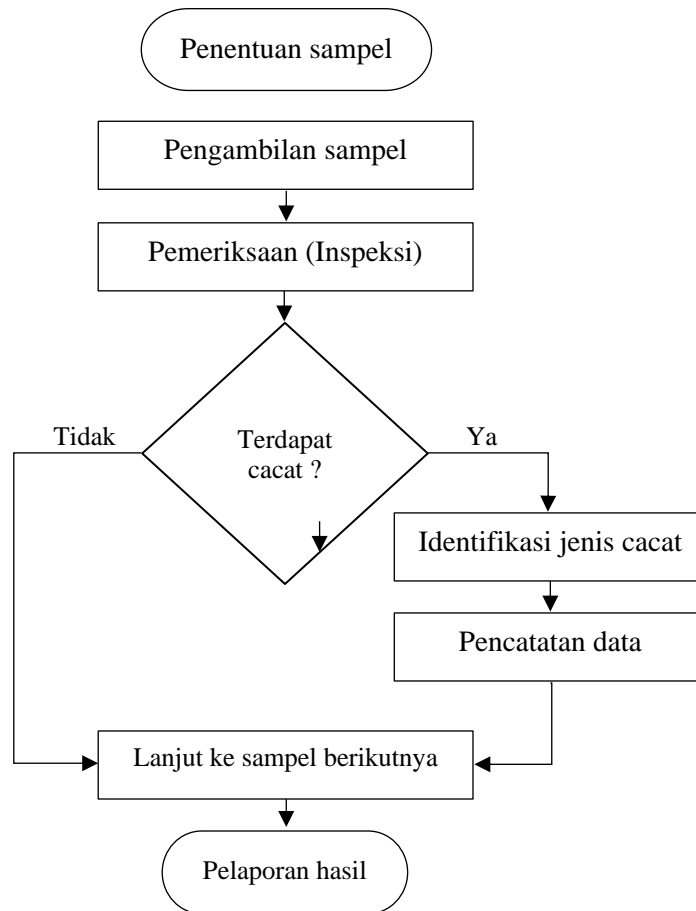 Penentuan sampel
Pengambilan sampel
Pemeriksaan (Inspeksi)
Tidak
Terdapat
cacat ?
Ya
Identifikasi jenis cacat
Pencatatan data
Lanjut ke sampel berikutnya
Pelaporan hasil